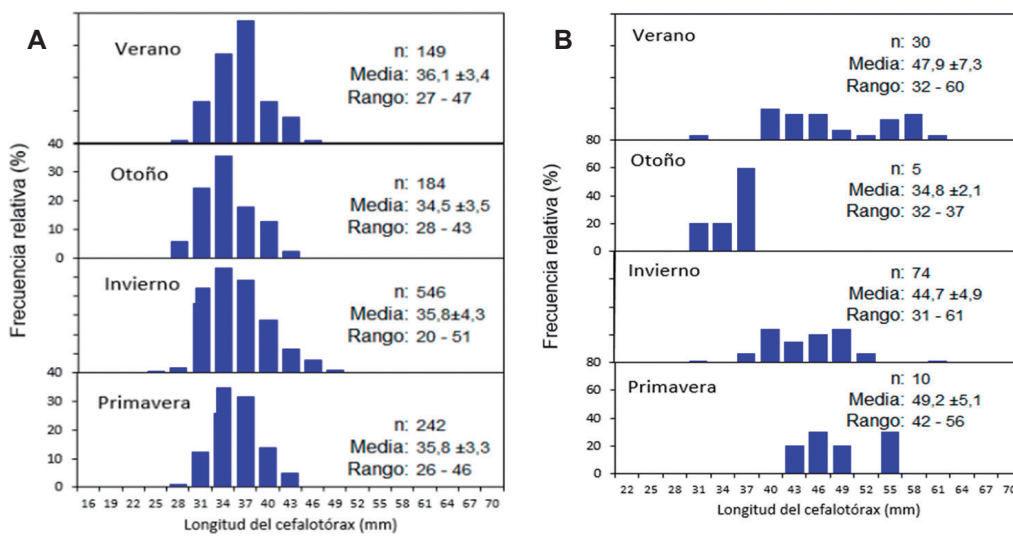 A
Frecuencia relativa (%)
Verano
n: 149
Media: 36,1 ±3,4
Rango: 27 - 47
40
Otoño
n: 184
Media: 34,5 ±3,5
Rango: 28 - 43
30
20
10
0
Invierno
n: 546
Media: 35,8±4,3
Rango: 20 - 51
40
Primavera
n: 242
Media: 35,8 ±3,3
Rango: 26 - 46
30
20
10
0
16 19 22 25 28 31 34 37 40 43 46 49 52 55 58 61 64 67 70
Longitud del cefalotórax (mm)
B
Frecuencia relativa (%)
Verano
n: 30
Media: 47,9 ±7,3
Rango: 32 - 60
80
Otoño
n: 5
Media: 34,8 ±2,1
Rango: 32 - 37
60
40
20
0
Invierno
n: 74
Media: 44,7 ±4,9
Rango: 31 - 61
80
Primavera
n: 10
Media: 49,2 ±5,1
Rango: 42 - 56
60
40
20
0
22 25 28 31 34 37 40 43 46 49 52 55 58 61 64 67 70
Longitud del cefalotórax (mm)